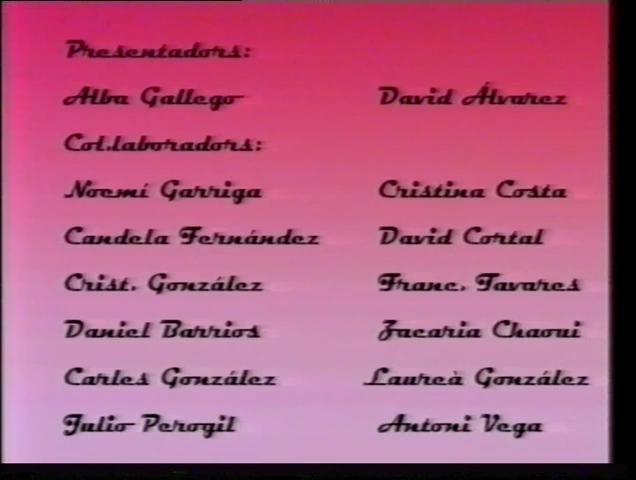 Presentadors:
Alba Gallego David Álvarez
Col.laboradors:
Noemí Garriga Cristina Costa
Candela Fernández David Cortal
Crist. González Franc. Tavares
Daniel Barrios Zacaria Chaoui
Carles González Laureà González
Julio Perogil Antoni Vega